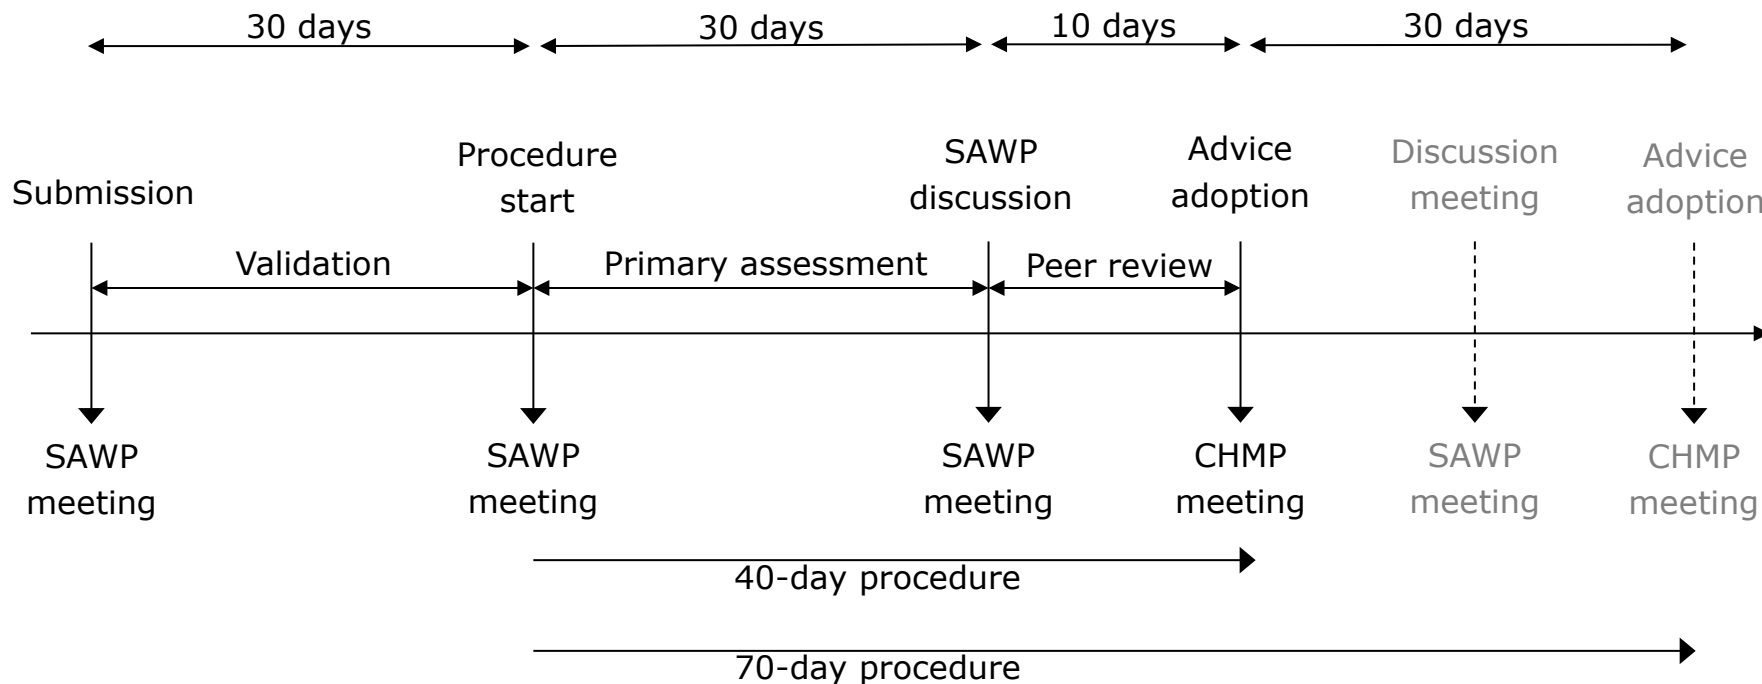 30 days
30 days
10 days
30 days
Submission
Procedure
start
SAWP
discussion
Advice
adoption
Discussion
meeting
Advice
adoption
Validation
Primary assessment
Peer review
SAWP
meeting
SAWP
meeting
SAWP
meeting
CHMP
meeting
SAWP
meeting
CHMP
meeting
40-day procedure
70-day procedure